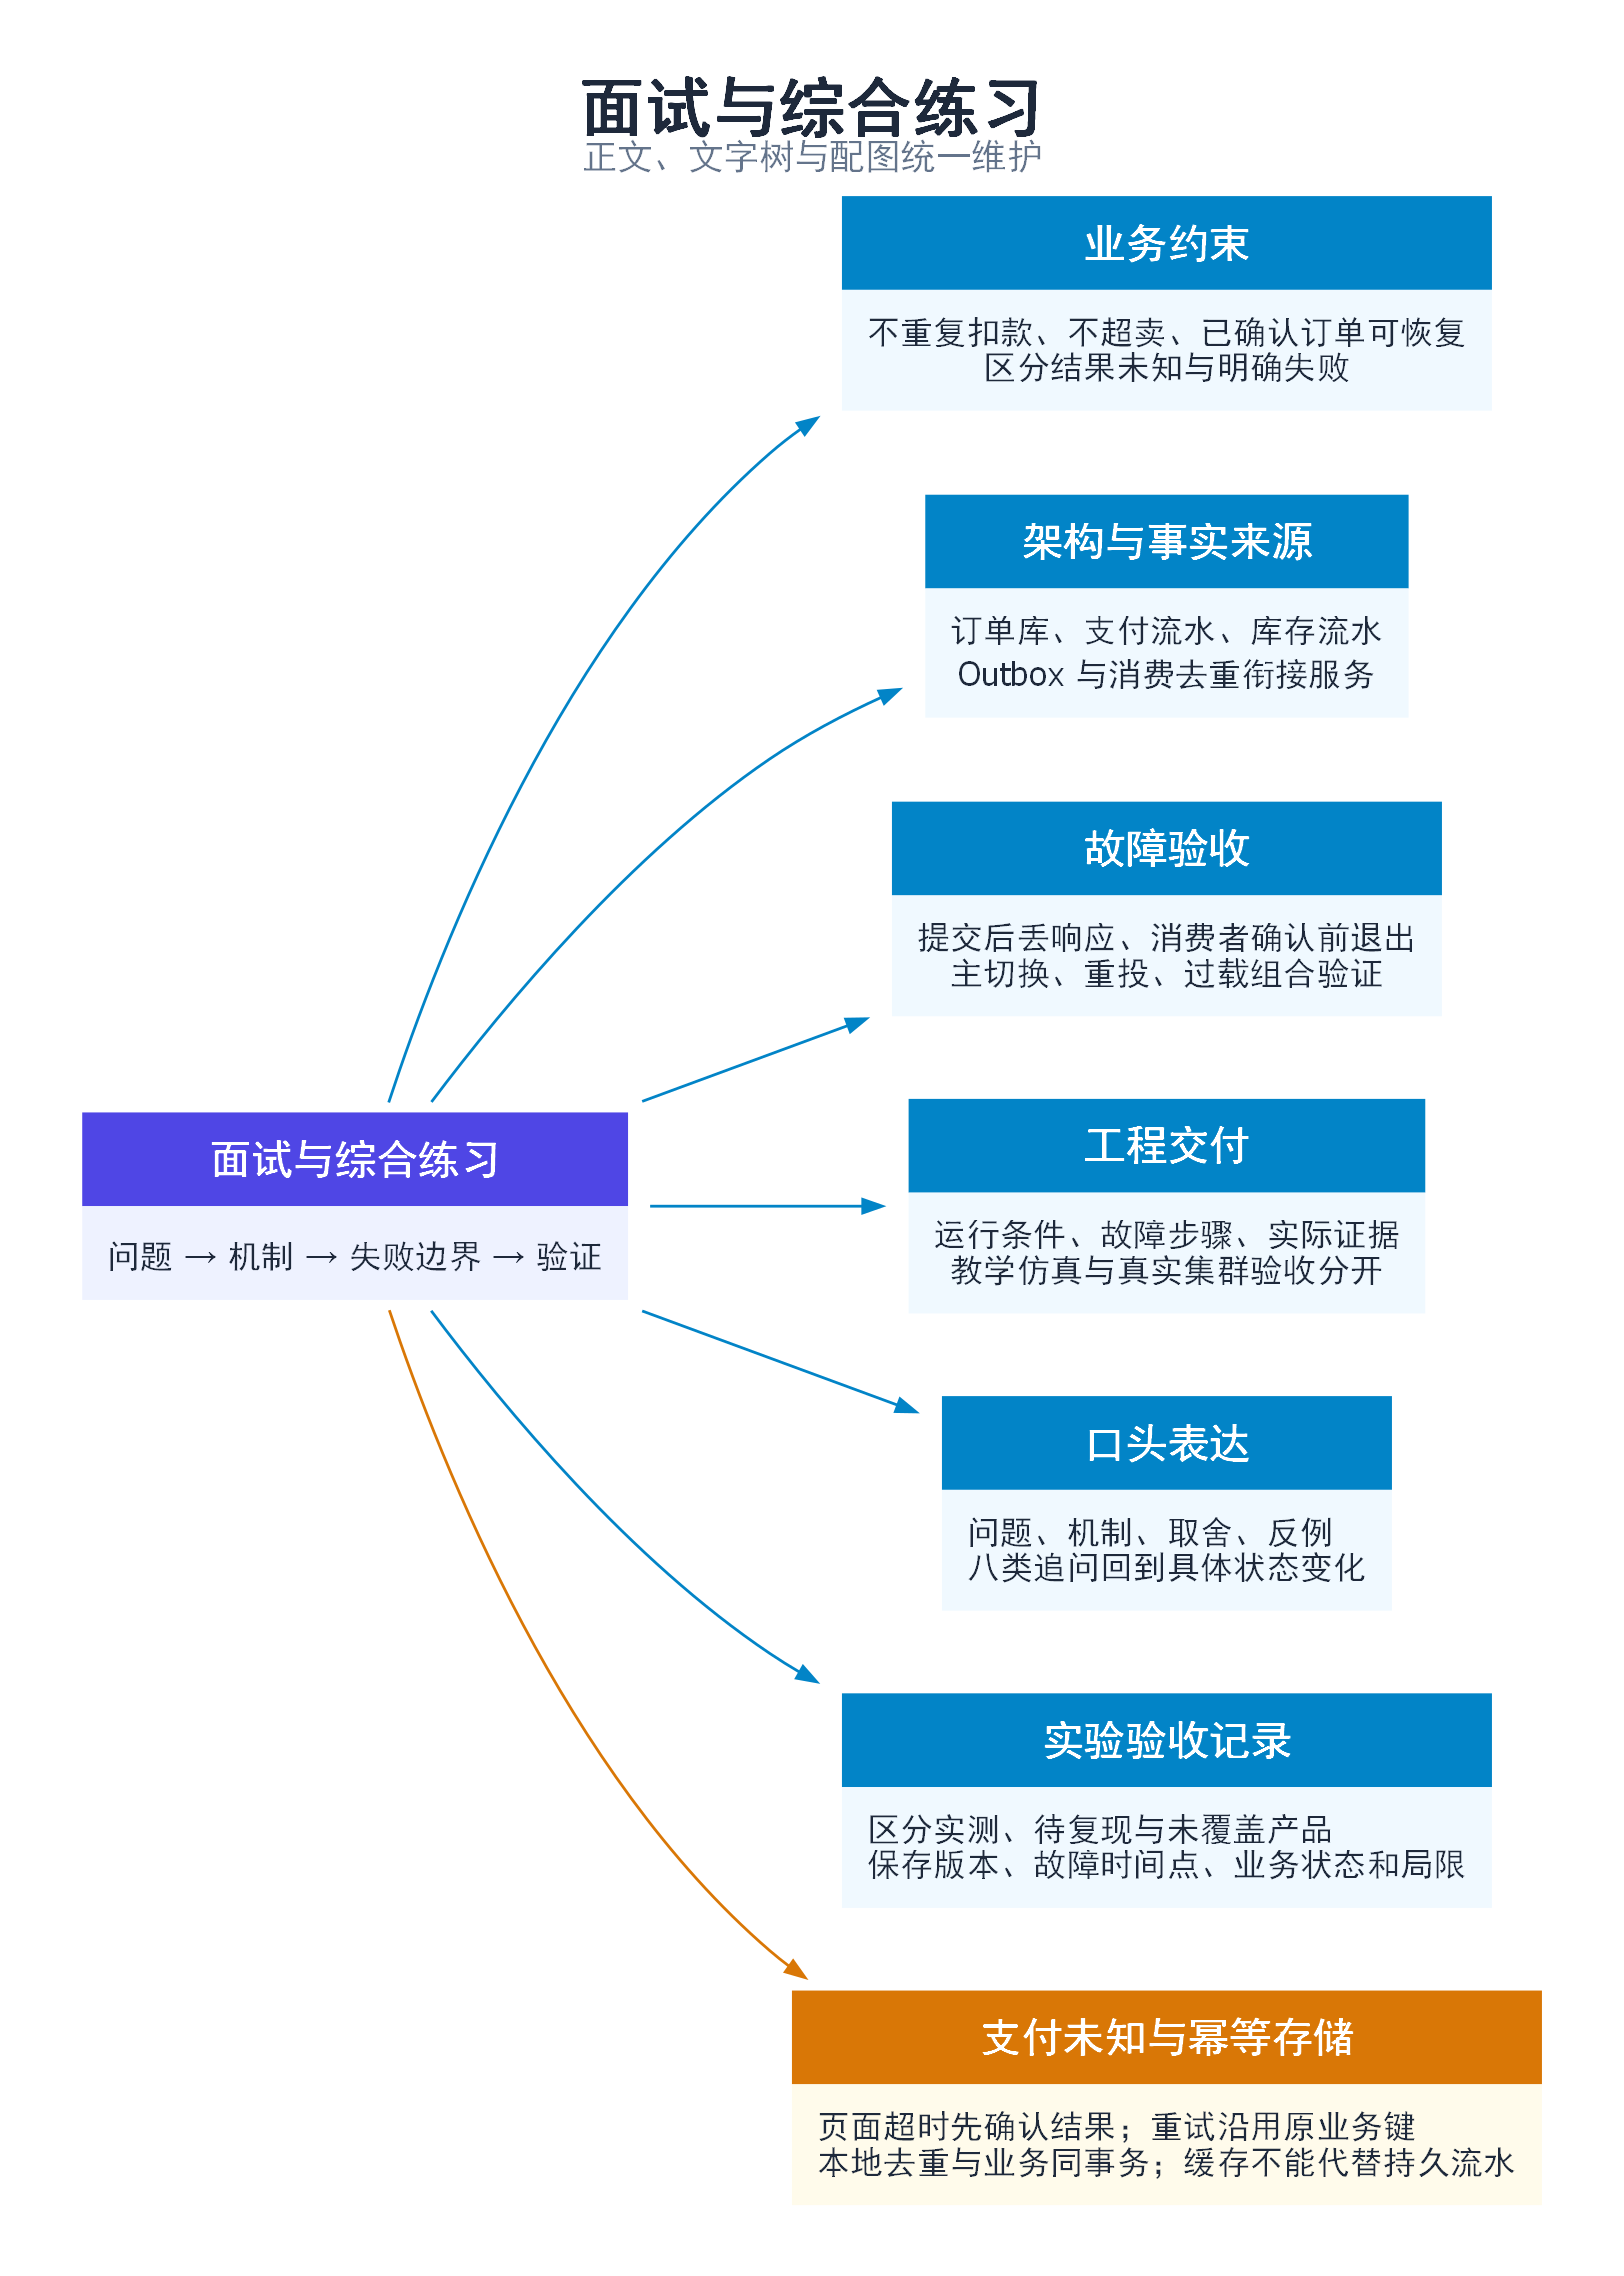 面试与综合练习
正文、文字树与配图统一维护
业务约束
不重复扣款、不超卖、已确认订单可恢复
区分结果未知与明确失败
架构与事实来源
订单库、支付流水、库存流水
Outbox 与消费去重衔接服务
故障验收
提交后丢响应、消费者确认前退出
主切换、重投、过载组合验证
面试与综合练习
问题 → 机制 → 失败边界 → 验证
工程交付
运行条件、故障步骤、实际证据
教学仿真与真实集群验收分开
口头表达
问题、机制、取舍、反例
八类追问回到具体状态变化
实验验收记录
区分实测、待复现与未覆盖产品
保存版本、故障时间点、业务状态和局限
支付未知与幂等存储
页面超时先确认结果；重试沿用原业务键
本地去重与业务同事务；缓存不能代替持久流水